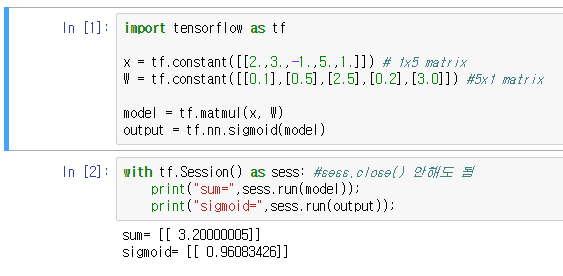 In [1]: import tensorflow as tf
x = tf.constant([[2.,3.,-1.,5.,1.]]) # 1x5 matrix
W = tf.constant([[0.1],[0.5],[2.5],[0.2],[3.0]]) #5x1 matrix
model = tf.matmul(x, W)
output = tf.nn.sigmoid(model)
In [2]: with tf.Session() as sess: #sess.close() 안해도 됨
print("sum=",sess.run(model));
print("sigmoid=",sess.run(output));
sum= [[ 3.20000005]]
sigmoid= [[ 0.96083426]]